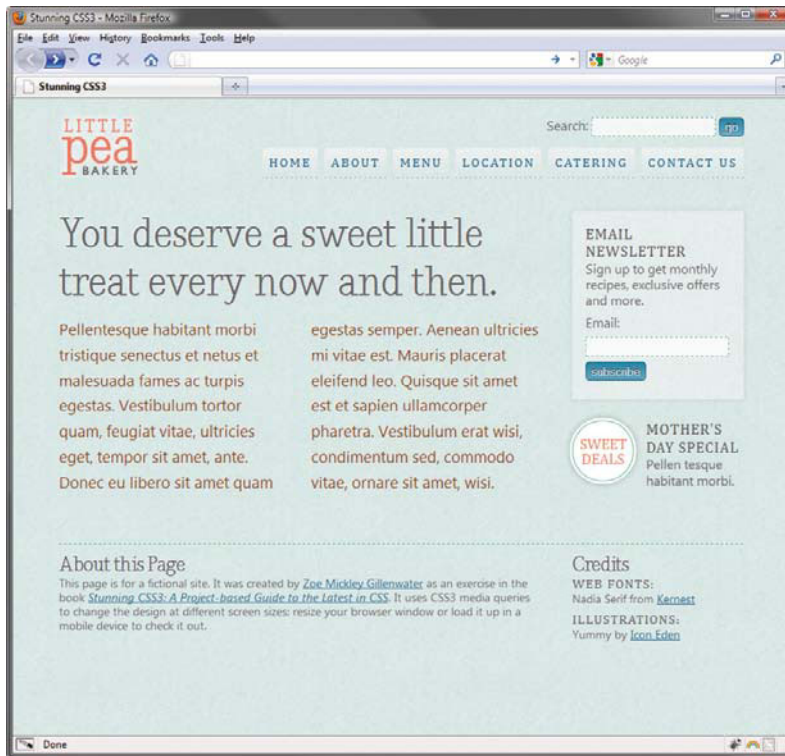 Stunning CSS3 - Mozilla Firefox
File Edit View History Bookmarks Tools Help
Google
Stunning CSS3
LITTLE
pea
BAKERY
Search: go
HOME ABOUT MENU LOCATION CATERING CONTACT US
You deserve a sweet little
treat every now and then.
Pellentesque habitant morbi
tristique senectus et netus et
malesuada fames ac turpis
egestas. Vestibulum tortor
quam, feugiat vitae, ultricies
eget, tempor sit amet, ante.
Donec eu libero sit amet quam
egestas semper. Aenean ultricies
mi vitae est. Mauris placerat
eleifend leo. Quisque sit amet
est et sapien ullamcorper
pharetra. Vestibulum erat wisi,
condimentum sed, commodo
vitae, ornare sit amet, wisi.
EMAIL
NEWSLETTER
Sign up to get monthly
recipes, exclusive offers
and more.
Email:
subscribe
SWEET
DEALS
MOTHER'S
DAY SPECIAL
Pellen tesque
habitant morbi.
About this Page
This page is for a fictional site. It was created by Zoe Mickley Gillenwater as an exercise in the
book Stunning CSS3: A Project-based Guide to the Latest in CSS. It uses CSS3 media queries
to change the design at different screen sizes: resize your browser window or load it up in a
mobile device to check it out.
Credits
WEB FONTS:
Nadia Serif from Kernest
ILLUSTRATIONS:
Yummy by Icon Eden
Done